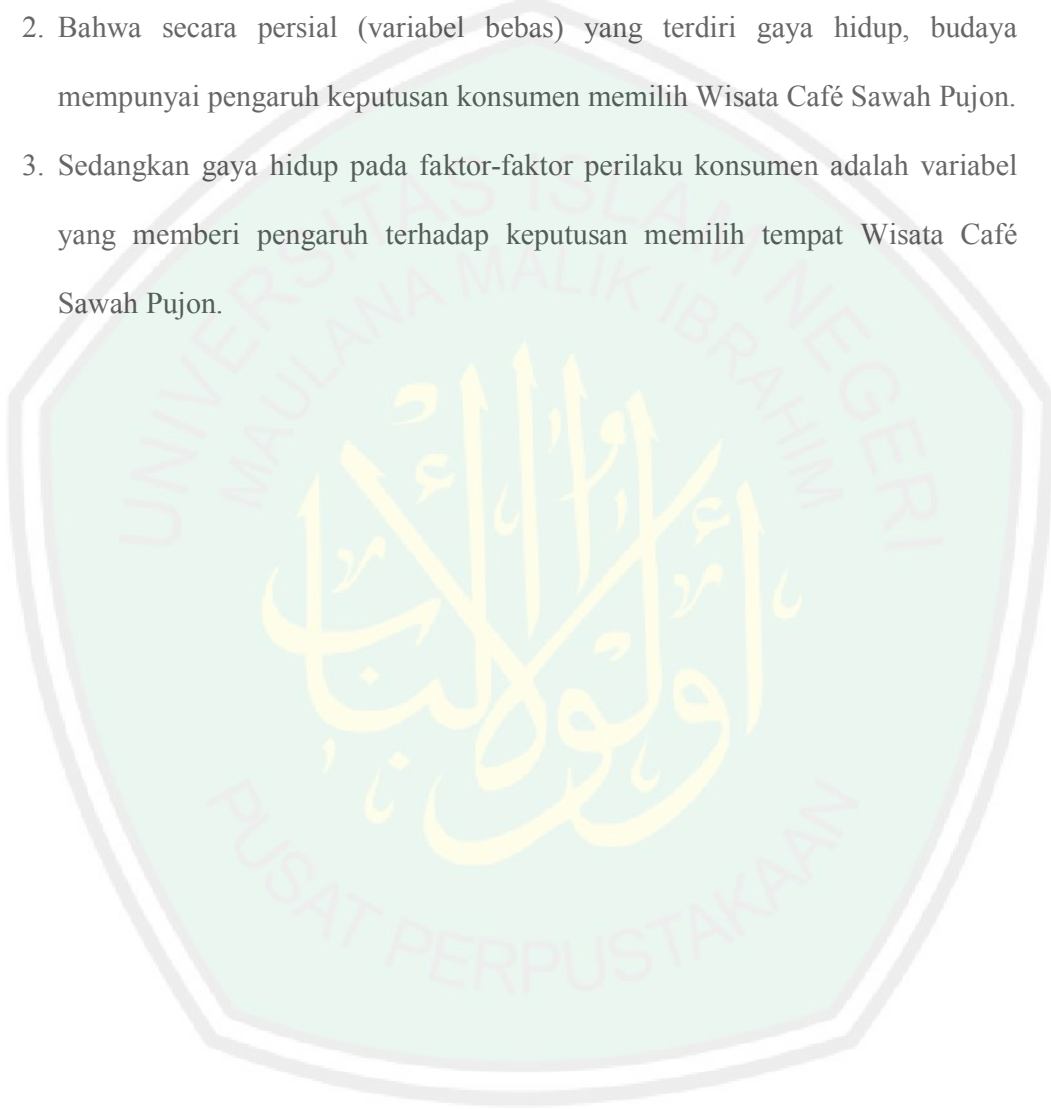 2. Bahwa secara persial (variabel bebas) yang terdiri gaya hidup, budaya
mempunyai pengaruh keputusan konsumen memilih Wisata Café Sawah Pujon.
3. Sedangkan gaya hidup pada faktor-faktor perilaku konsumen adalah variabel
yang memberi pengaruh terhadap keputusan memilih tempat Wisata Café
Sawah Pujon.
UNIVERSITAS ISLAM NEGERI
MAULANA MALIK IBRAHIM
أولوا الألباب
PUSAT PERPUSTAKAAN